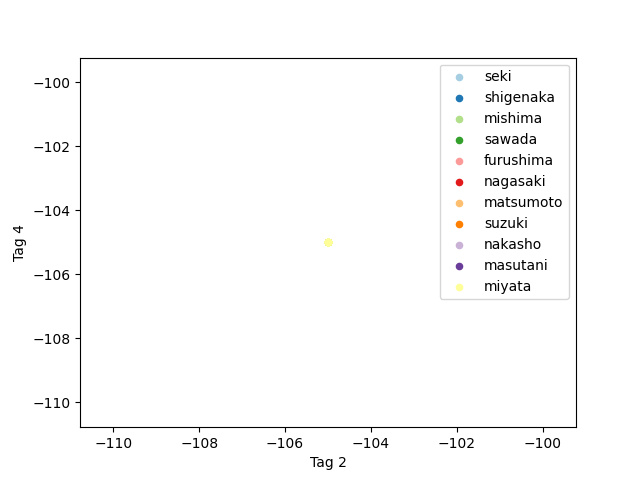 −100
−102
−104
−106
−108
−110
Tag 4
−110
−108
−106
−104
−102
−100
Tag 2
seki
shigenaka
mishima
sawada
furushima
nagasaki
matsumoto
suzuki
nakasho
masutani
miyata